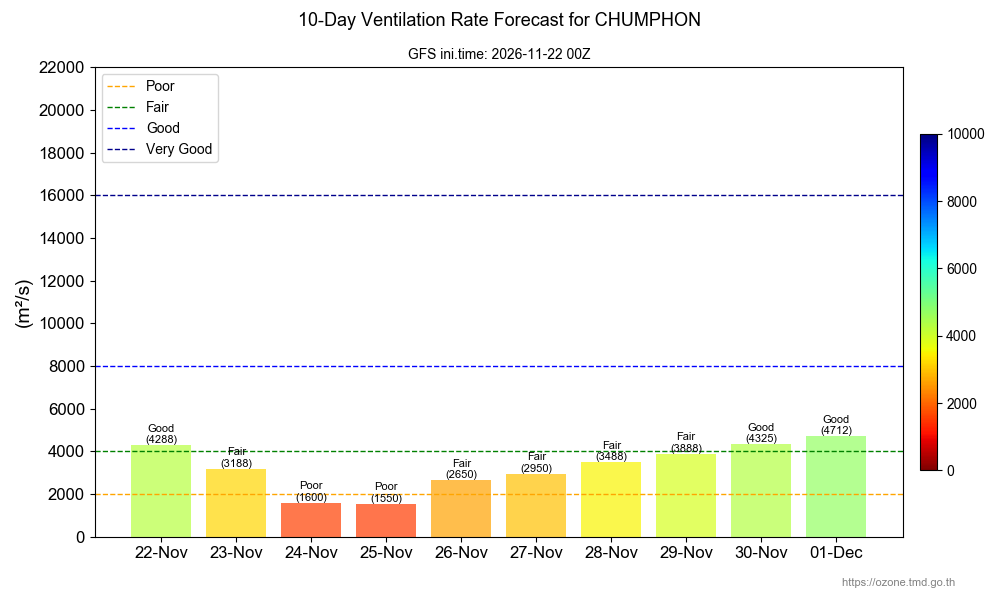 10-Day Ventilation Rate Forecast for CHUMPHON
GFS ini.time: 2026-11-22 00Z
22000
20000
18000
16000
14000
12000
10000
8000
6000
4000
2000
0
(m²/s)
Poor
Fair
Good
Very Good
Good
(4288)
Fair
(3188)
Poor
(1600)
Poor
(1550)
Fair
(2650)
Fair
(2950)
Fair
(3488)
Fair
(3888)
Good
(4325)
Good
(4712)
22-Nov
23-Nov
24-Nov
25-Nov
26-Nov
27-Nov
28-Nov
29-Nov
30-Nov
01-Dec
10000
8000
6000
4000
2000
0
https://ozone.tmd.go.th